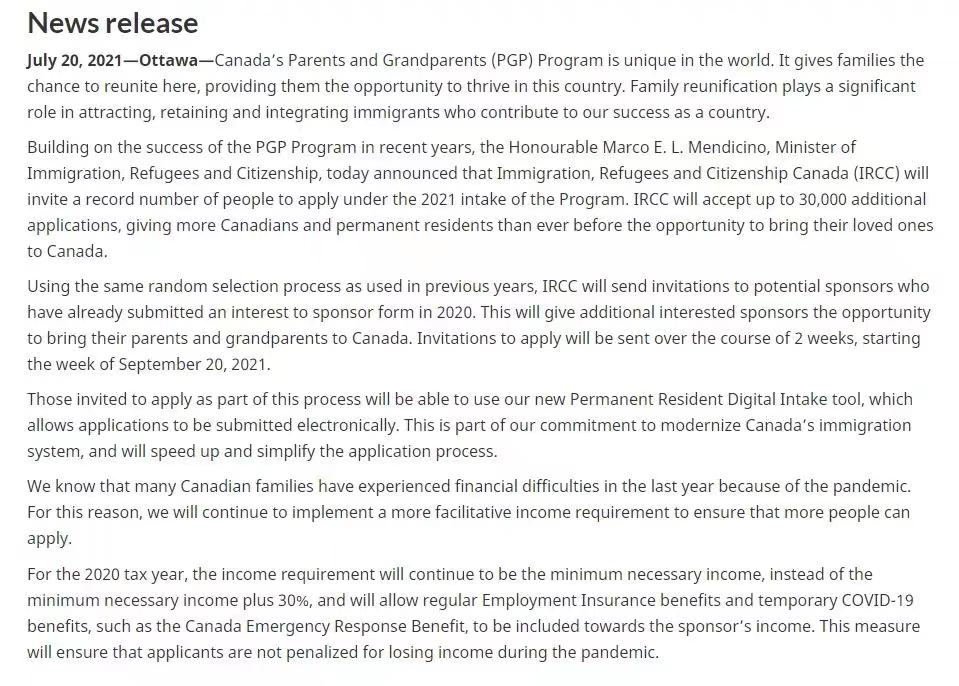 News release
July 20, 2021—Ottawa—Canada's Parents and Grandparents (PGP) Program is unique in the world. It gives families the
chance to reunite here, providing them the opportunity to thrive in this country. Family reunification plays a significant
role in attracting, retaining and integrating immigrants who contribute to our success as a country.
Building on the success of the PGP Program in recent years, the Honourable Marco E. L. Mendicino, Minister of
Immigration, Refugees and Citizenship, today announced that Immigration, Refugees and Citizenship Canada (IRCC) will
invite a record number of people to apply under the 2021 intake of the Program. IRCC will accept up to 30,000 additional
applications, giving more Canadians and permanent residents than ever before the opportunity to bring their loved ones
to Canada.
Using the same random selection process as used in previous years, IRCC will send invitations to potential sponsors who
have already submitted an interest to sponsor form in 2020. This will give additional interested sponsors the opportunity
to bring their parents and grandparents to Canada. Invitations to apply will be sent over the course of 2 weeks, starting
the week of September 20, 2021.
Those invited to apply as part of this process will be able to use our new Permanent Resident Digital Intake tool, which
allows applications to be submitted electronically. This is part of our commitment to modernize Canada's immigration
system, and will speed up and simplify the application process.
We know that many Canadian families have experienced financial difficulties in the last year because of the pandemic.
For this reason, we will continue to implement a more facilitative income requirement to ensure that more people can
apply.
For the 2020 tax year, the income requirement will continue to be the minimum necessary income, instead of the
minimum necessary income plus 30%, and will allow regular Employment Insurance benefits and temporary COVID-19
benefits, such as the Canada Emergency Response Benefit, to be included towards the sponsor's income. This measure
will ensure that applicants are not penalized for losing income during the pandemic.